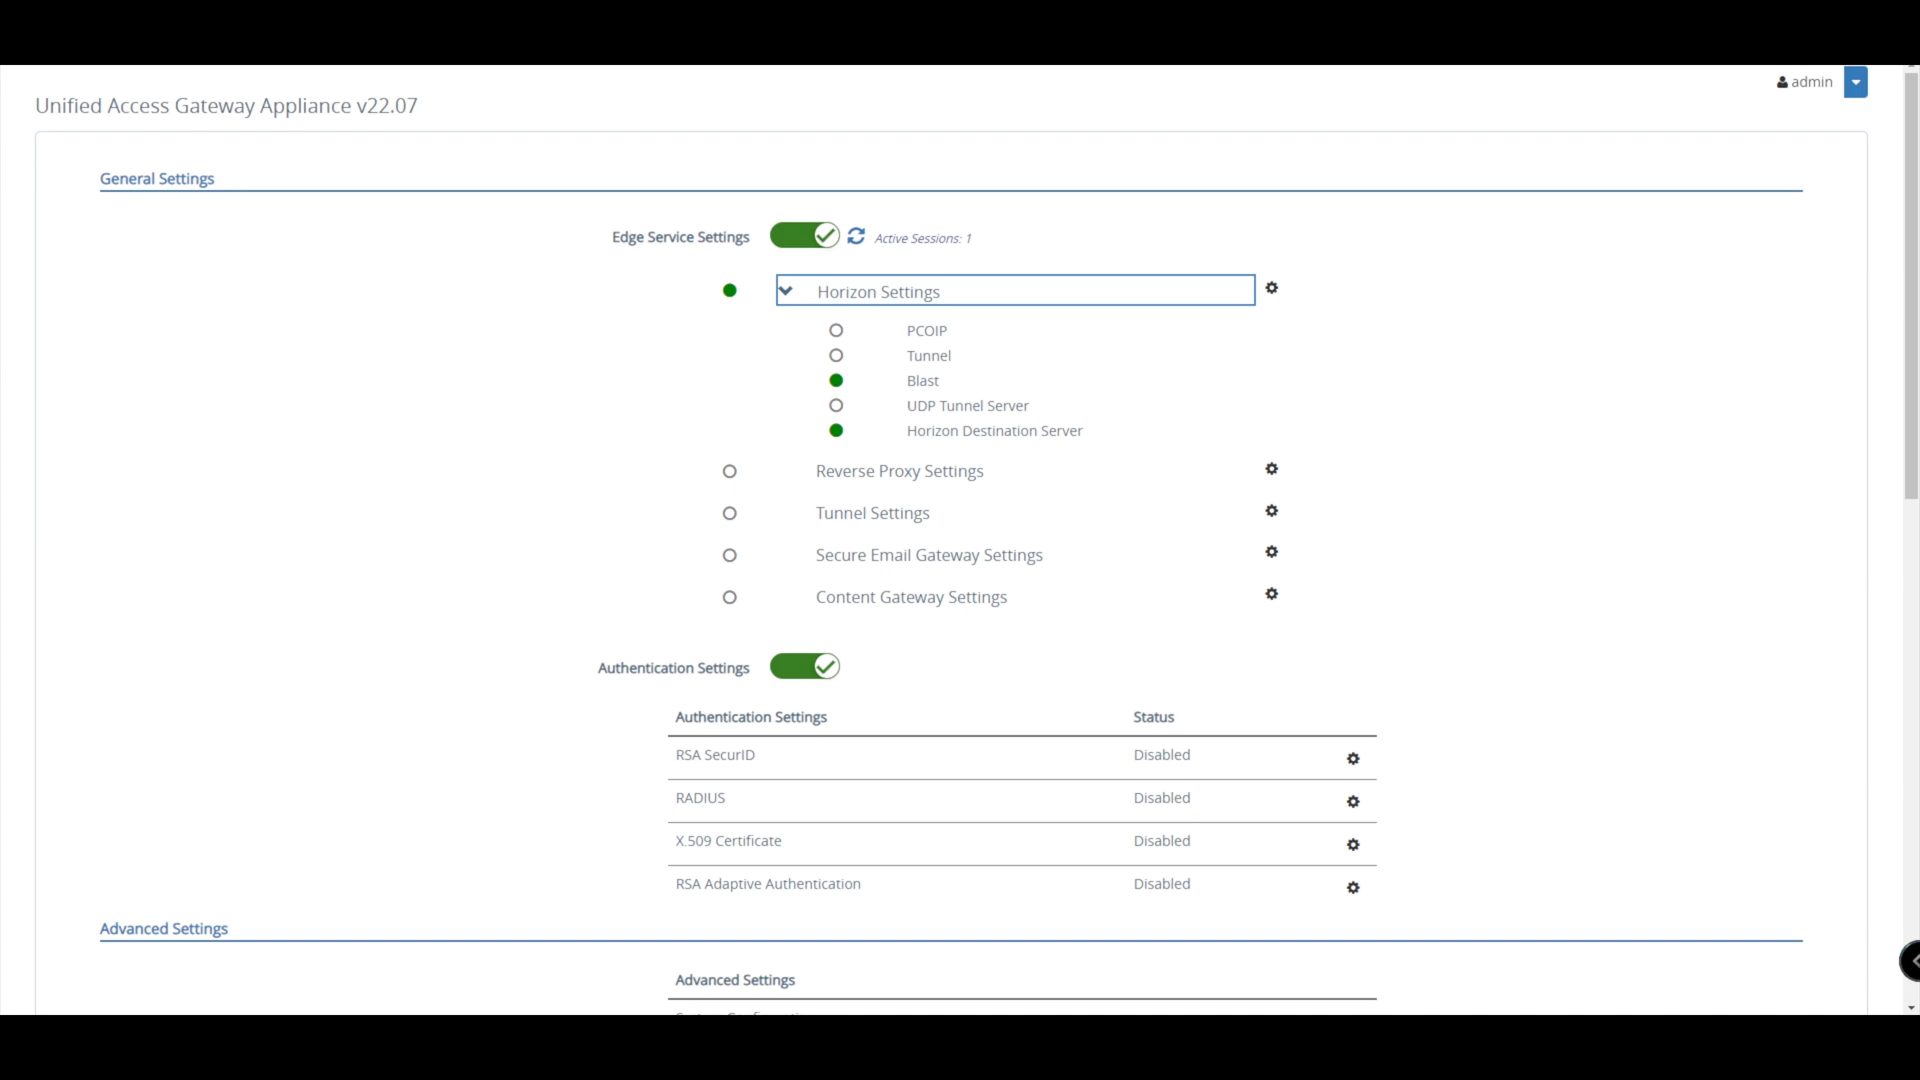 admin
Unified Access Gateway Appliance v22.07
General Settings
Edge Service Settings Active Sessions: 1
Horizon Settings
PCOIP
Tunnel
Blast
UDP Tunnel Server
Horizon Destination Server
Reverse Proxy Settings
Tunnel Settings
Secure Email Gateway Settings
Content Gateway Settings
Authentication Settings
Authentication Settings Status
RSA SecurID Disabled
RADIUS Disabled
X.509 Certificate Disabled
RSA Adaptive Authentication Disabled
Advanced Settings
Advanced Settings